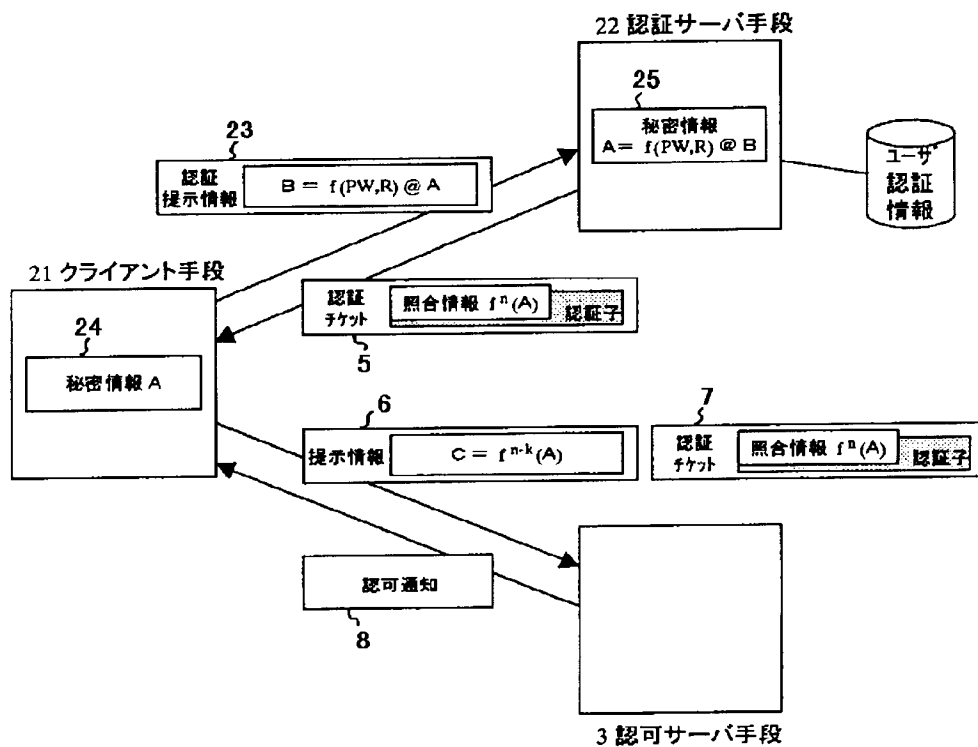 22 認証サーバ手段
25
秘密情報
A= f(PW,R) @ B
ユーザ
認証
情報
23
認証
提示情報
B = f(PW,R) @ A
21 クライアント手段
24
秘密情報 A
認証
チケット
照合情報 fⁿ(A)
認証子
5
6
提示情報
C = fⁿ⁻ᵏ(A)
7
認証
チケット
照合情報 fⁿ(A)
認証子
認可通知
8
3 認可サーバ手段